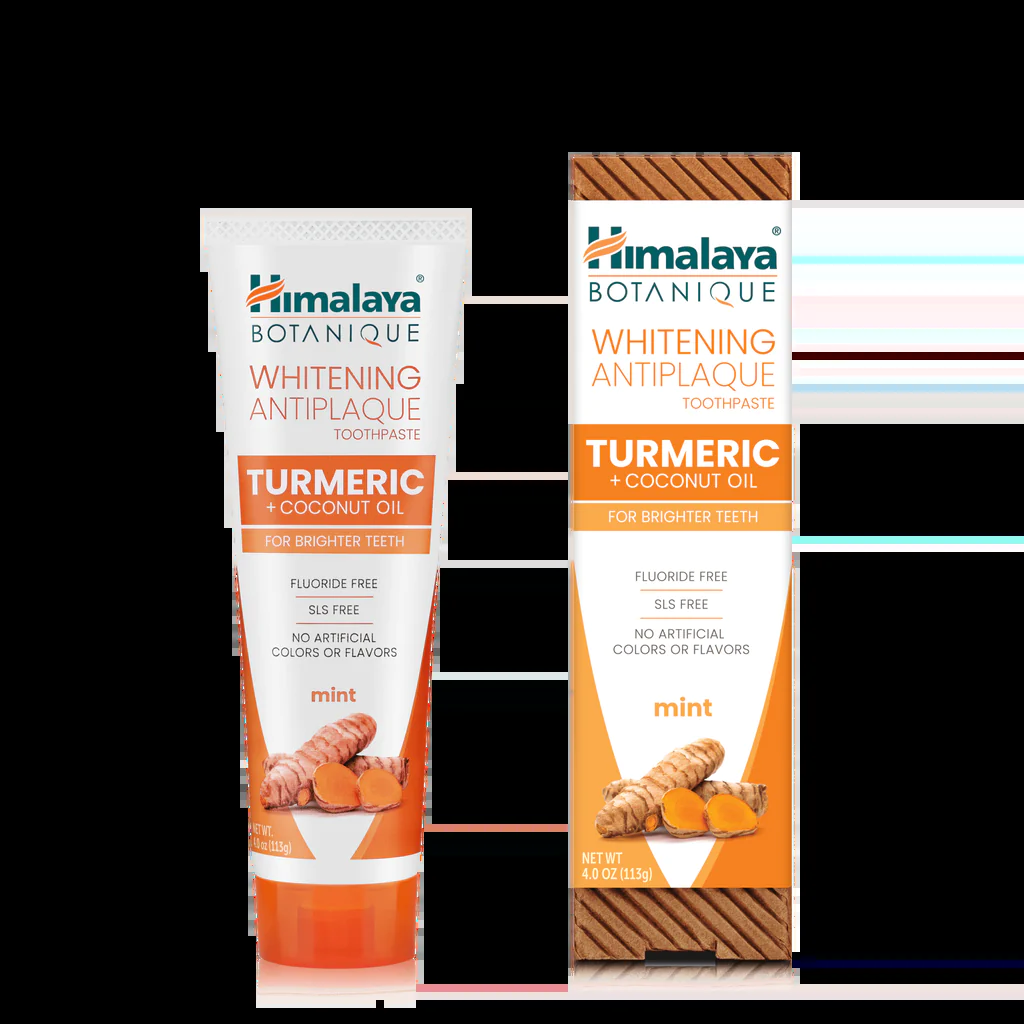 Himalaya®
BOTANIQUE
WHITENING
ANTIPLAQUE
TOOTHPASTE
TURMERIC
+ COCONUT OIL
FOR BRIGHTER TEETH
FLUORIDE FREE
SLS FREE
NO ARTIFICIAL
COLORS OR FLAVORS
mint
NET WT.
4.0 oz (113g)
Himalaya®
BOTANIQUE
WHITENING
ANTIPLAQUE
TOOTHPASTE
TURMERIC
+ COCONUT OIL
FOR BRIGHTER TEETH
FLUORIDE FREE
SLS FREE
NO ARTIFICIAL
COLORS OR FLAVORS
mint
NET WT
4.0 OZ (113g)